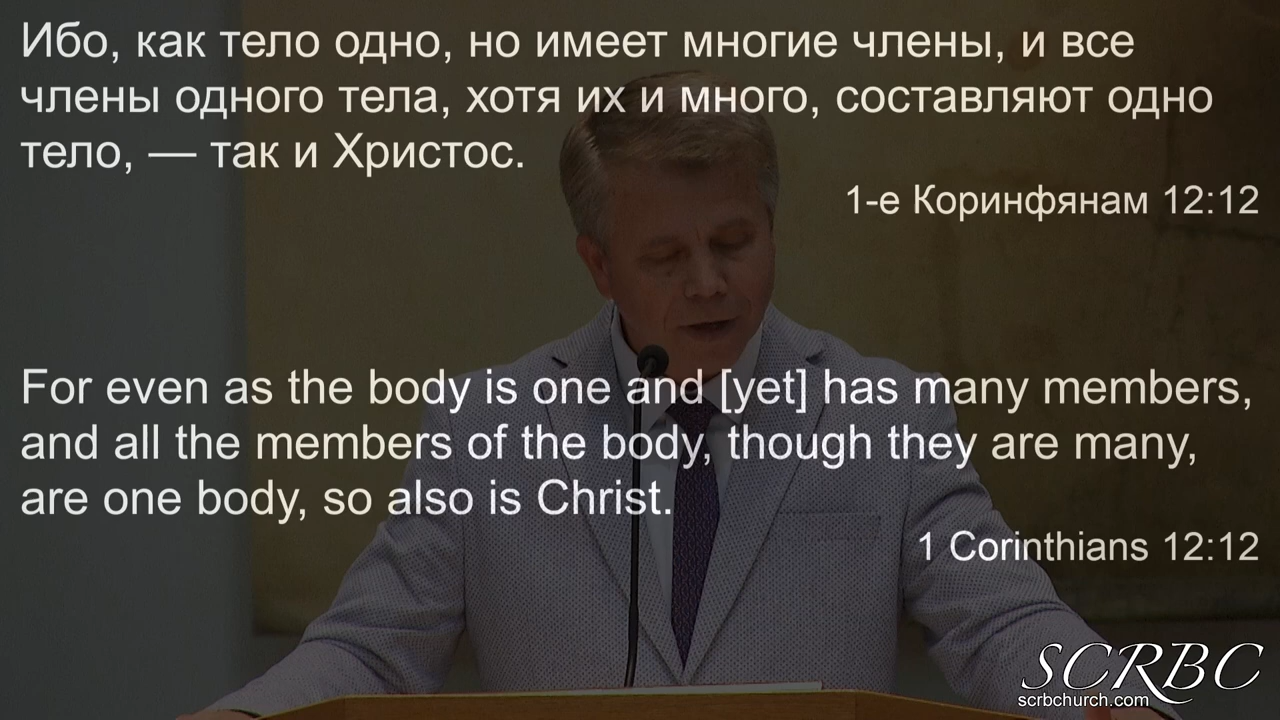 Ибо, как тело одно, но имеет многие члены, и все
члены одного тела, хотя их и много, составляют одно
тело, — так и Христос.
1-е Коринфянам 12:12
For even as the body is one and [yet] has many members,
and all the members of the body, though they are many,
are one body, so also is Christ.
1 Corinthians 12:12
SCRBC
scrbchurch.com